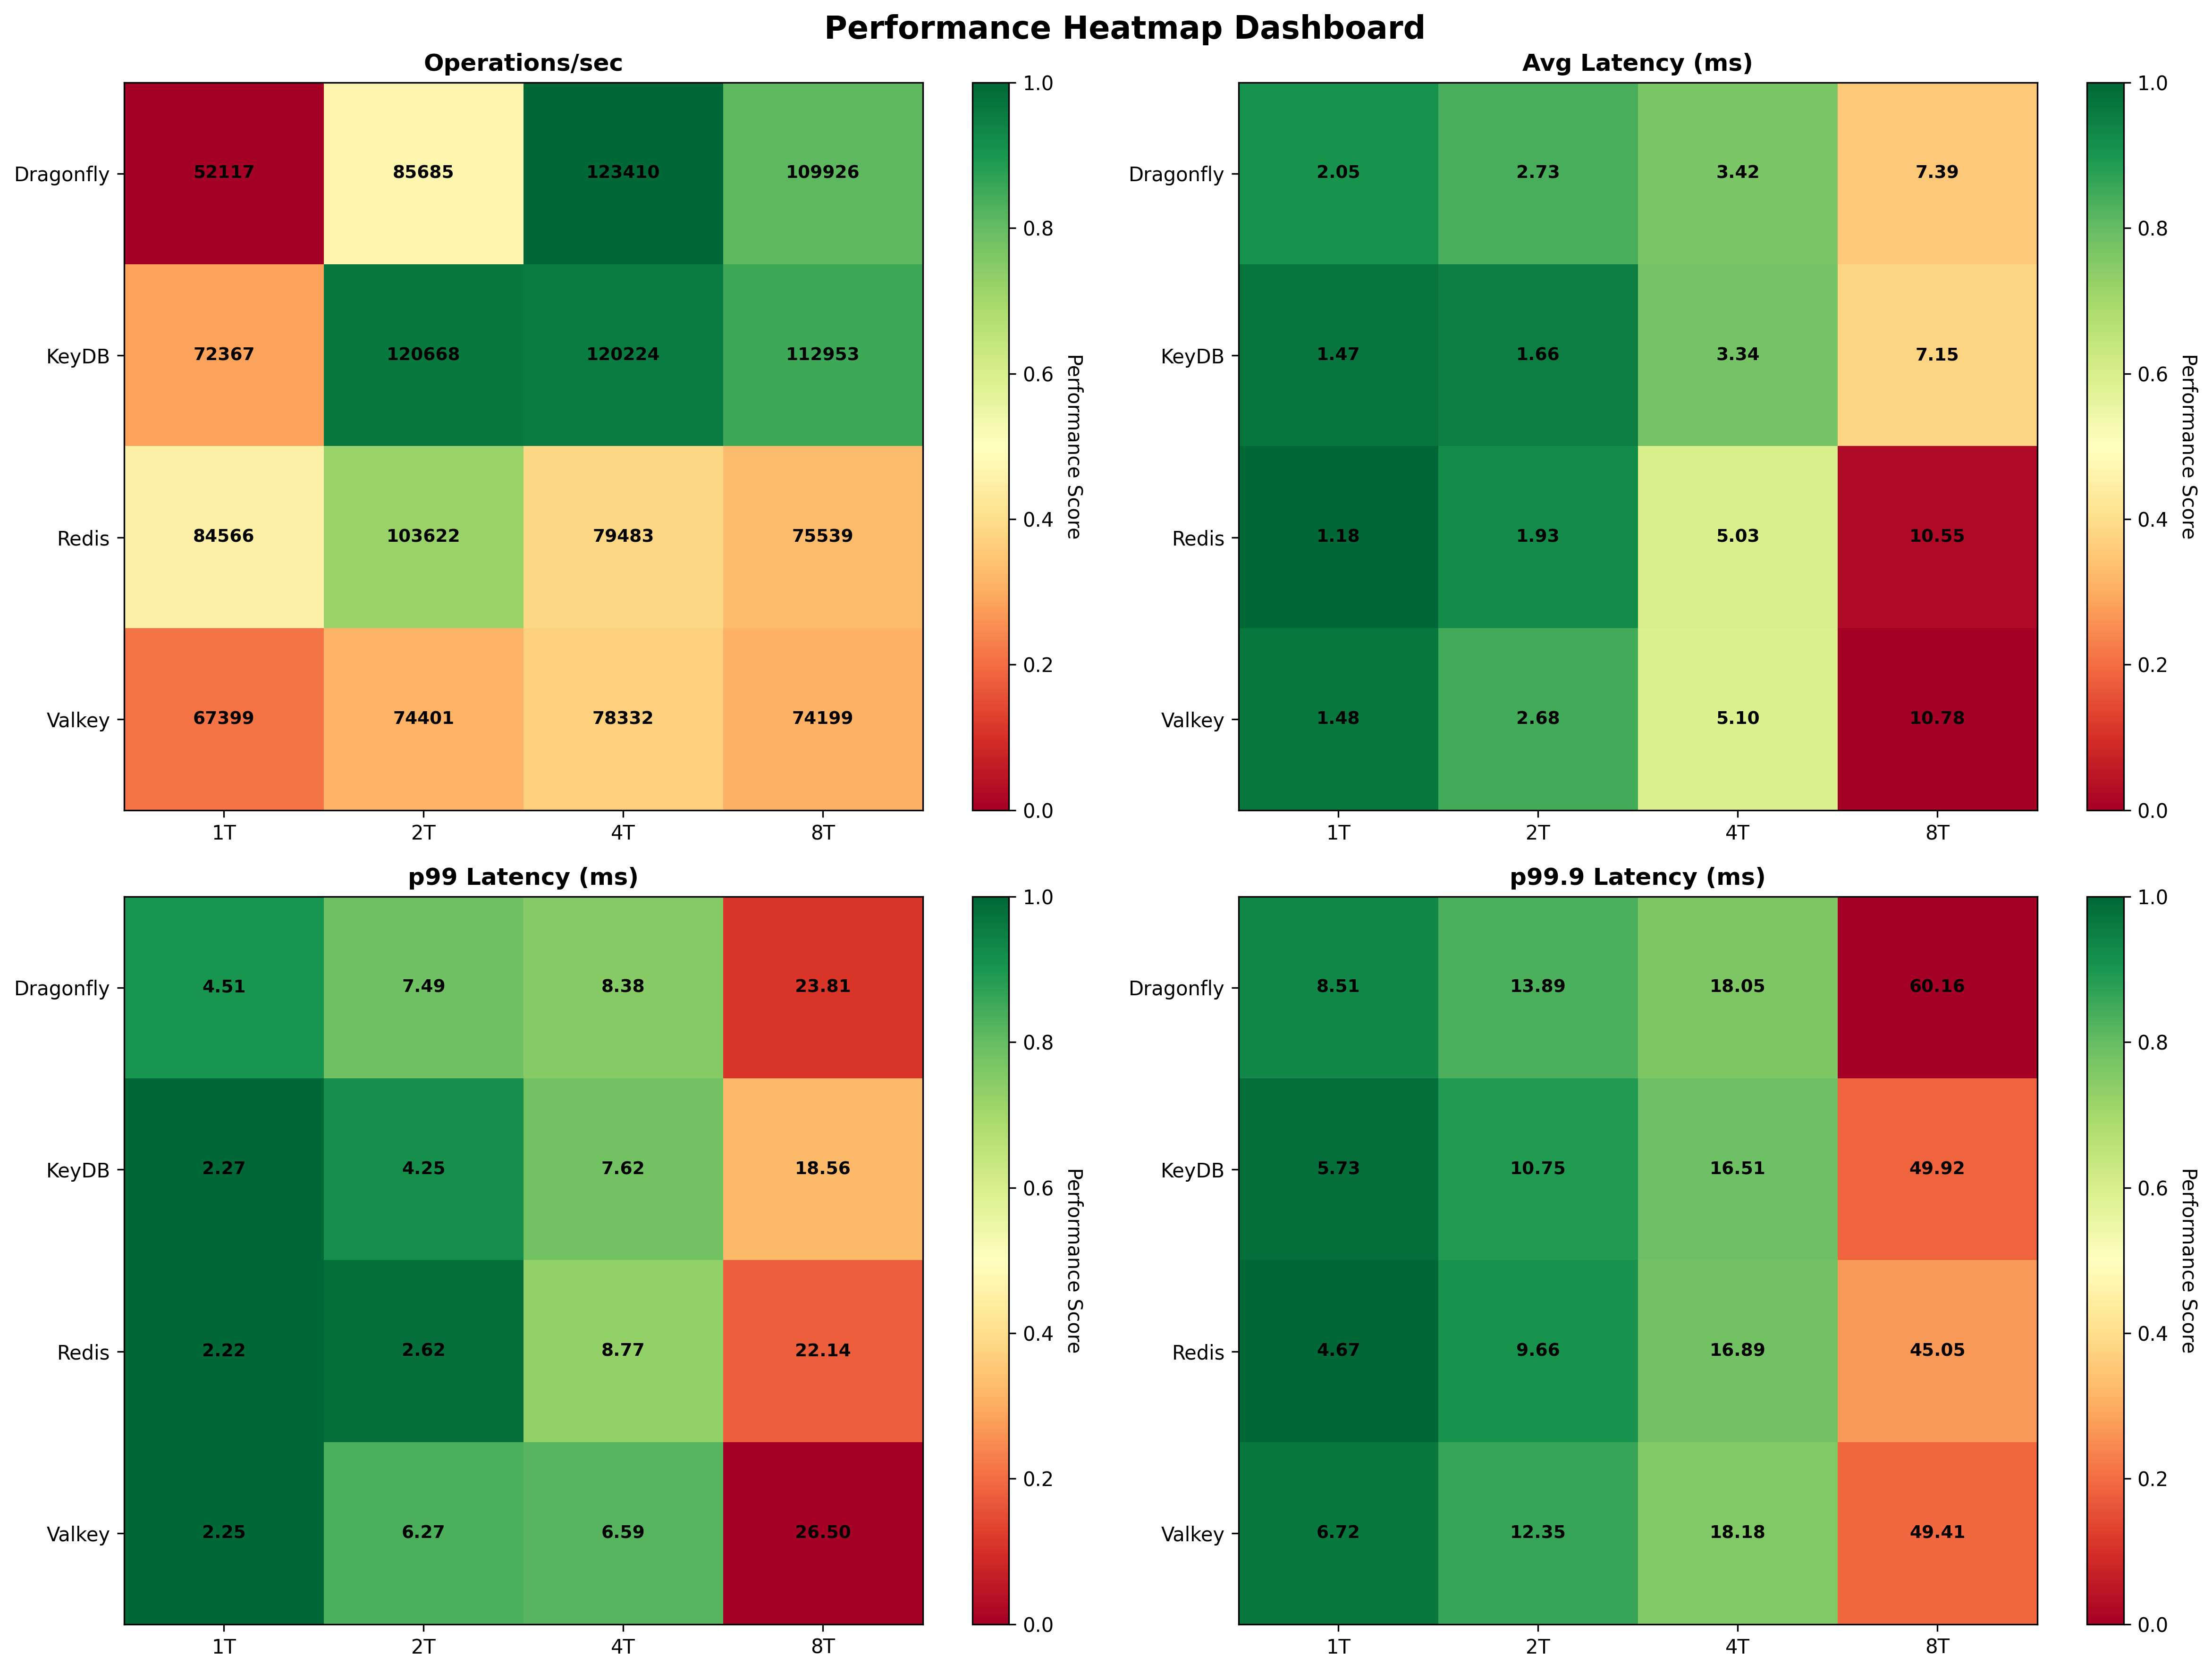 Performance Heatmap Dashboard
Operations/sec
Dragonfly 52117 85685 123410 109926
KeyDB 72367 120668 120224 112953
Redis 84566 103622 79483 75539
Valkey 67399 74401 78332 74199
1T 2T 4T 8T
1.0
0.8
0.6
0.4
0.2
0.0
Performance Score
Avg Latency (ms)
Dragonfly 2.05 2.73 3.42 7.39
KeyDB 1.47 1.66 3.34 7.15
Redis 1.18 1.93 5.03 10.55
Valkey 1.48 2.68 5.10 10.78
1T 2T 4T 8T
1.0
0.8
0.6
0.4
0.2
0.0
Performance Score
p99 Latency (ms)
Dragonfly 4.51 7.49 8.38 23.81
KeyDB 2.27 4.25 7.62 18.56
Redis 2.22 2.62 8.77 22.14
Valkey 2.25 6.27 6.59 26.50
1T 2T 4T 8T
1.0
0.8
0.6
0.4
0.2
0.0
Performance Score
p99.9 Latency (ms)
Dragonfly 8.51 13.89 18.05 60.16
KeyDB 5.73 10.75 16.51 49.92
Redis 4.67 9.66 16.89 45.05
Valkey 6.72 12.35 18.18 49.41
1T 2T 4T 8T
1.0
0.8
0.6
0.4
0.2
0.0
Performance Score